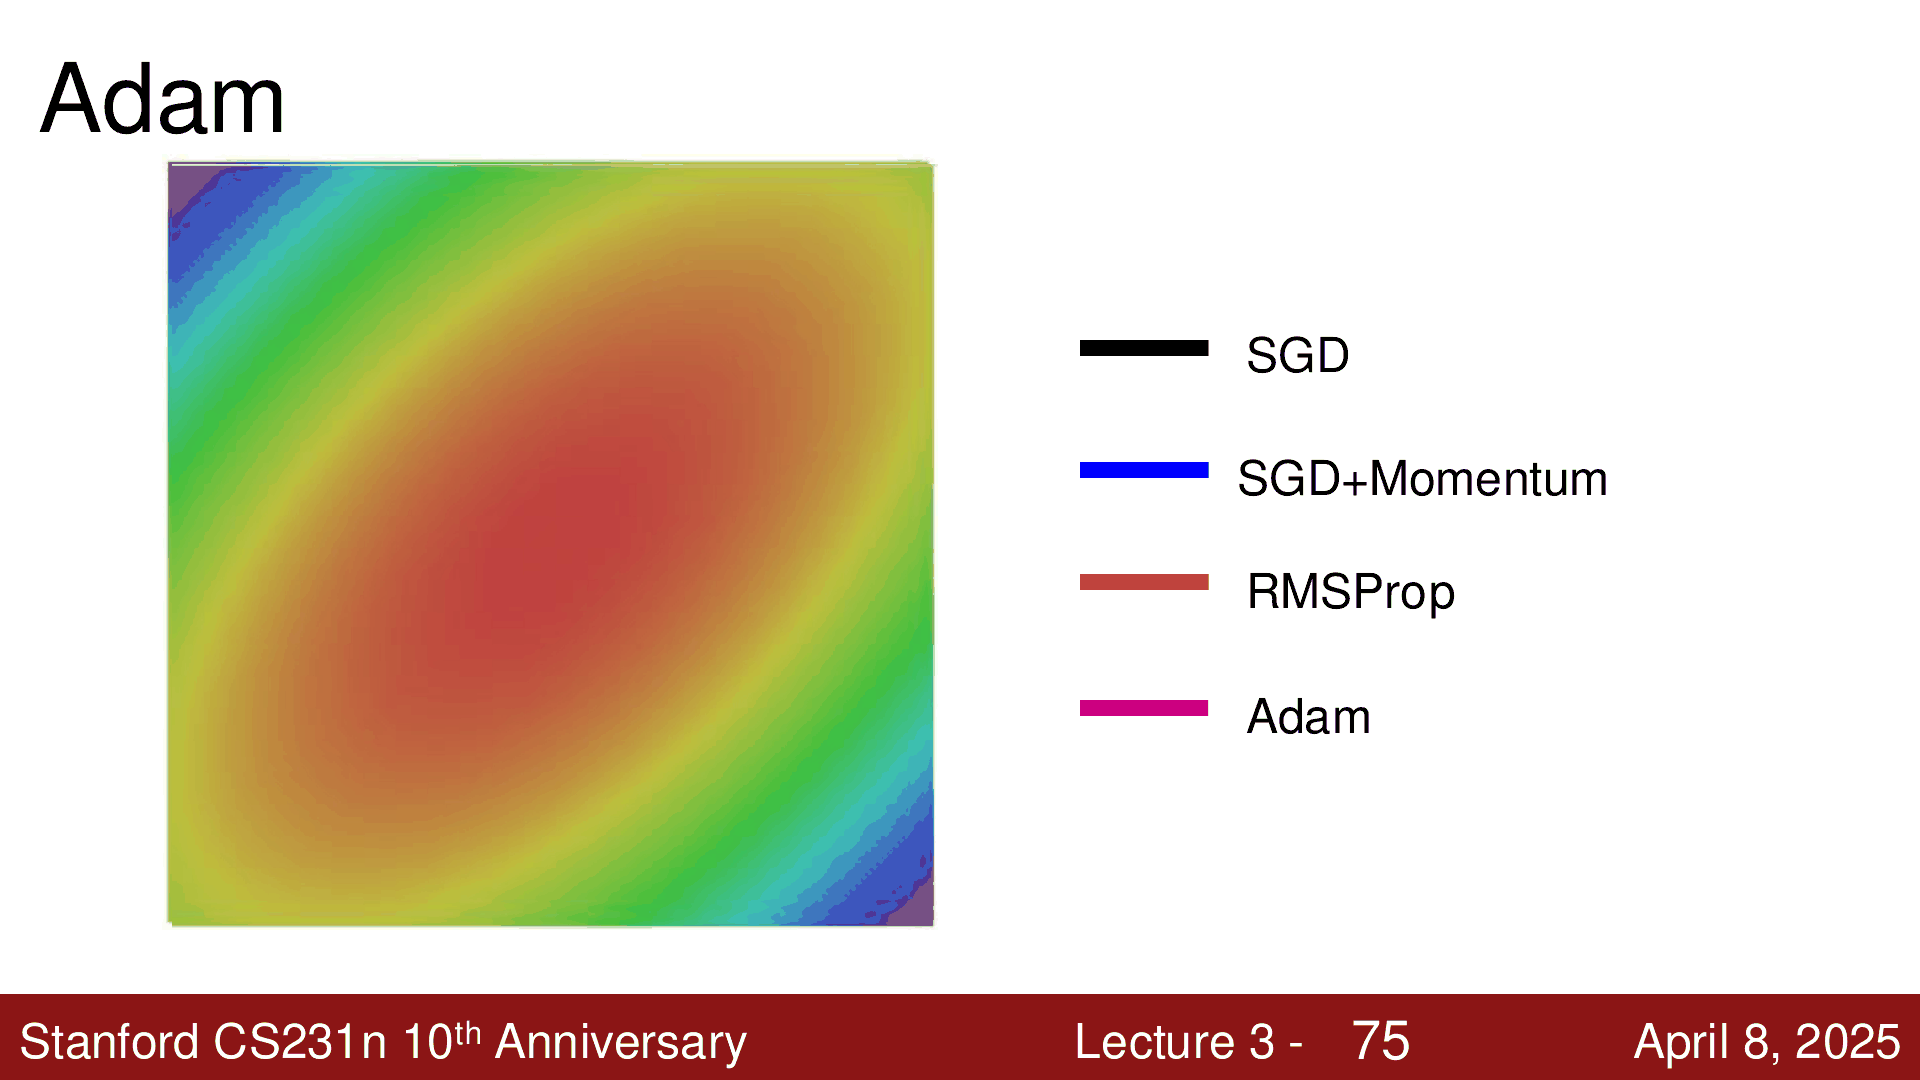 Adam
SGD
SGD+Momentum
RMSProp
Adam
Stanford CS231n 10th Anniversary
Lecture 3 - 75
April 8, 2025